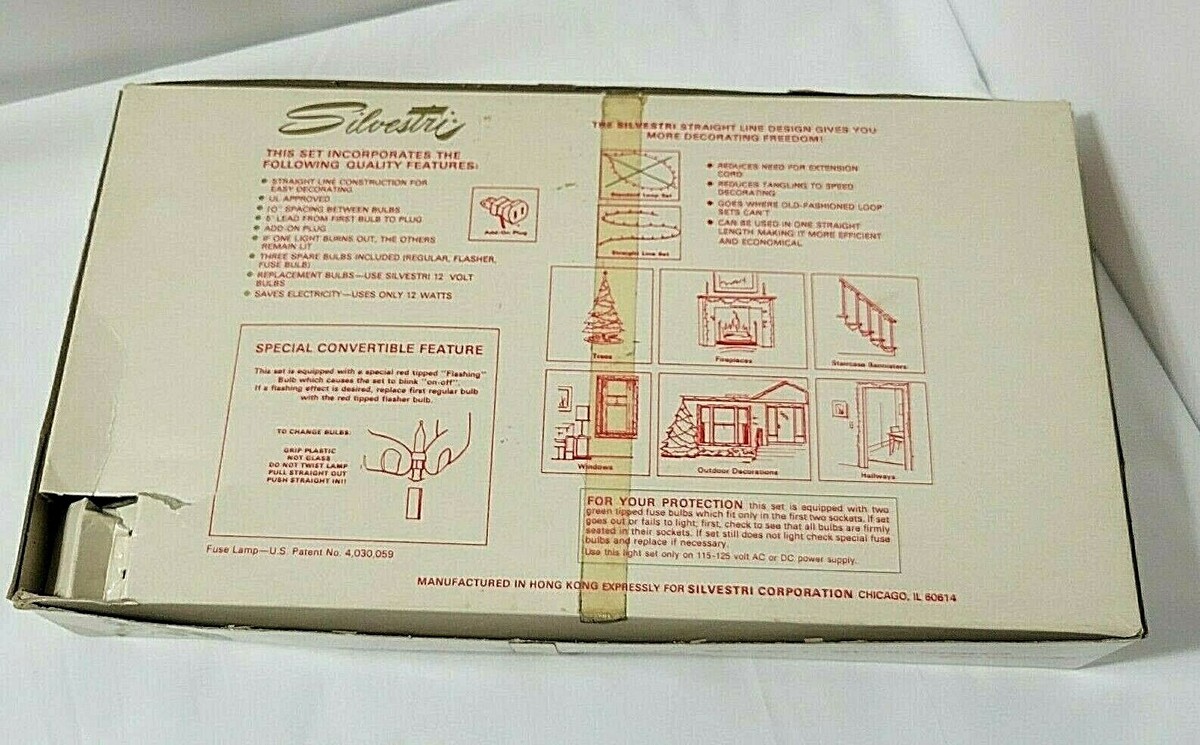 Silvestri
THIS SET INCORPORATES THE
FOLLOWING QUALITY FEATURES:
• STRAIGHT LINE CONSTRUCTION FOR
EASY DECORATING
• UL APPROVED
• 10" SPACING BETWEEN BULBS
• 5' LEAD FROM FIRST BULB TO PLUG
• ADD-ON PLUG
• IF ONE LIGHT BURNS OUT, THE OTHERS
REMAIN LIT
• THREE SPARE BULBS INCLUDED (REGULAR, FLASHER,
FUSE BULB)
• REPLACEMENT BULBS—USE SILVESTRI 12 VOLT
BULBS
• SAVES ELECTRICITY—USES ONLY 12 WATTS
Add-On Plug
SPECIAL CONVERTIBLE FEATURE
This set is equipped with a special red tipped "Flashing"
Bulb which causes the set to blink "on-off".
If a flashing effect is desired, replace first regular bulb
with the red tipped flasher bulb.
TO CHANGE BULBS:
GRIP PLASTIC
NOT GLASS
DO NOT TWIST LAMP
PULL STRAIGHT OUT
PUSH STRAIGHT IN!!
Fuse Lamp—U.S. Patent No. 4,030,059
THE SILVESTRI STRAIGHT LINE DESIGN GIVES YOU
MORE DECORATING FREEDOM!
Standard Loop Set
Straight Line Set
• REDUCES NEED FOR EXTENSION
CORD
• REDUCES TANGLING TO SPEED
DECORATING
• GOES WHERE OLD-FASHIONED LOOP
SETS CAN'T
• CAN BE USED IN ONE STRAIGHT
LENGTH MAKING IT MORE EFFICIENT
AND ECONOMICAL
Trees
Fireplaces
Staircase Bannisters
Windows
Outdoor Decorations
Hallways
FOR YOUR PROTECTION this set is equipped with two
green tipped fuse bulbs which fit only in the first two sockets. If set
goes out or fails to light, first, check to see that all bulbs are firmly
seated in their sockets. If set still does not light check special fuse
bulbs and replace if necessary.
Use this light set only on 115-125 volt AC or DC power supply.
MANUFACTURED IN HONG KONG EXPRESSLY FOR SILVESTRI CORPORATION CHICAGO, IL 60614